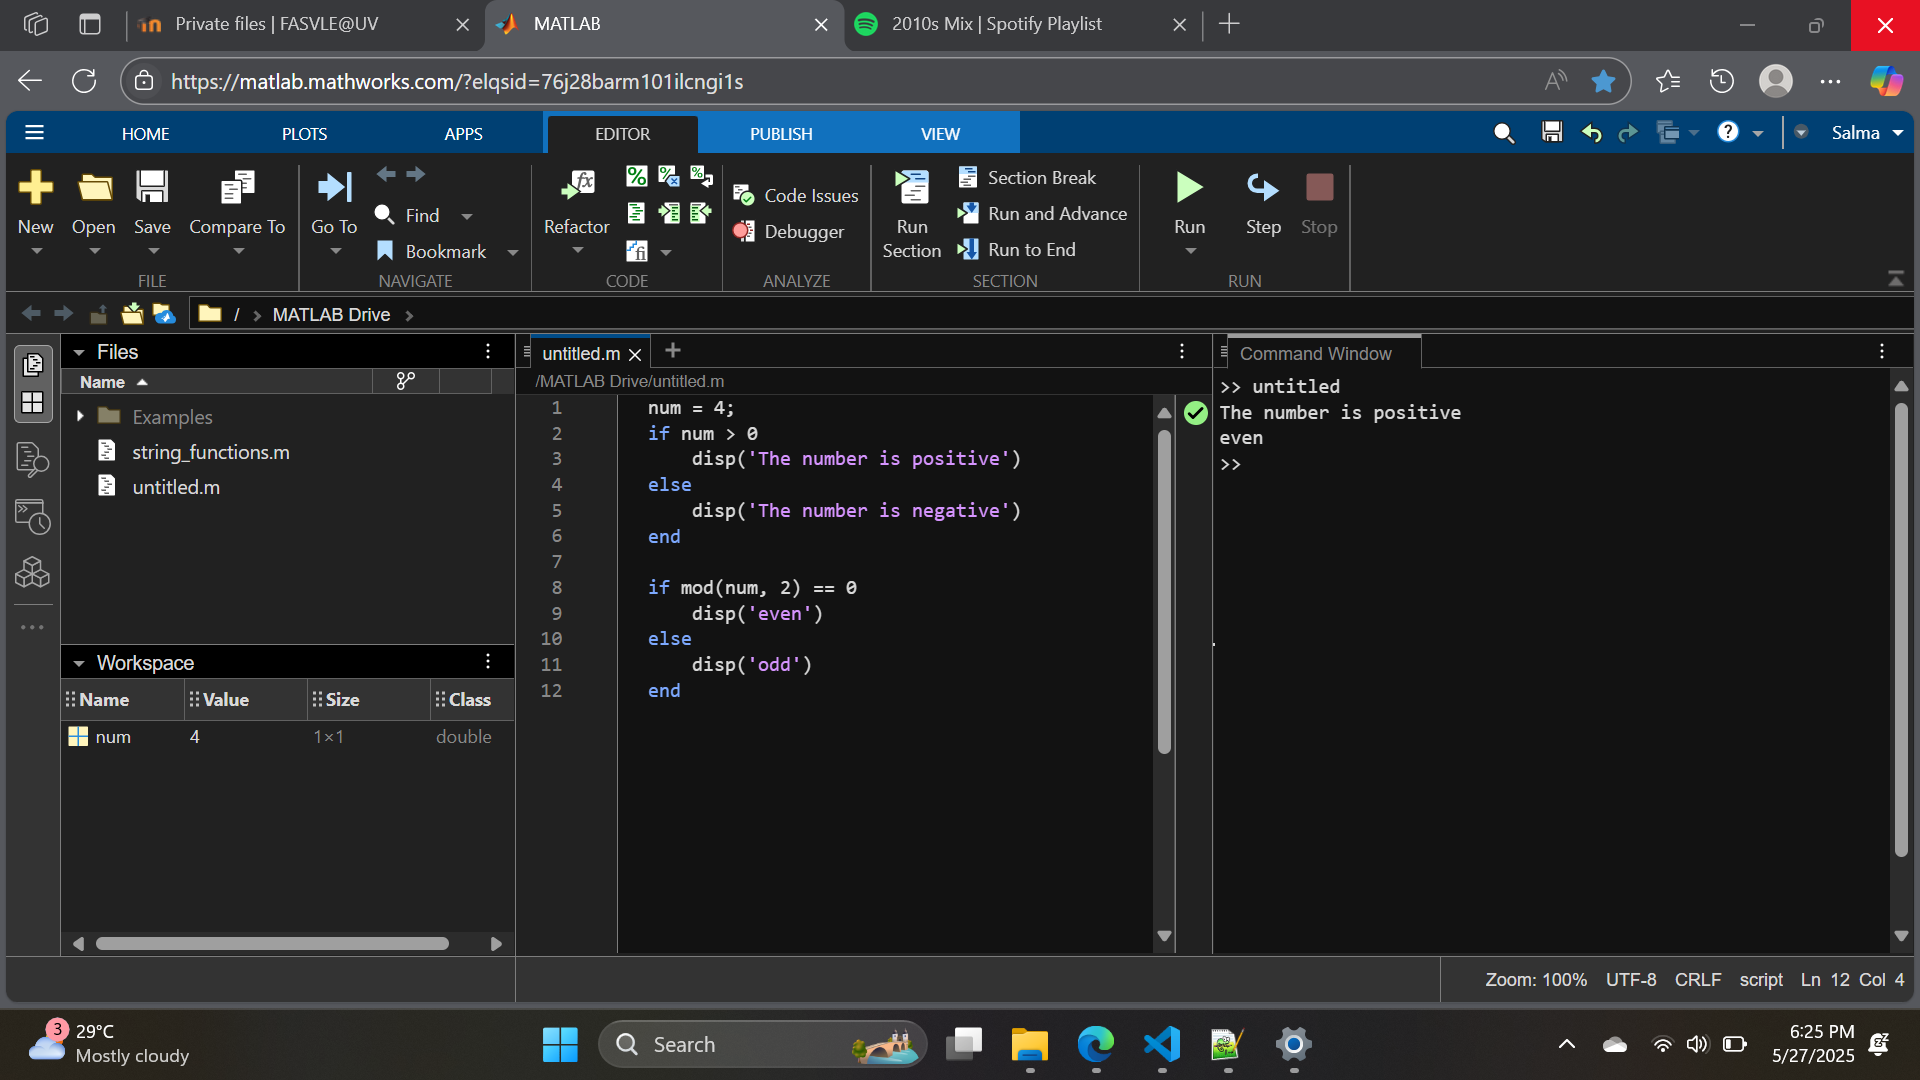 Private files | FASVLE@UV
MATLAB
2010s Mix | Spotify Playlist
https://matlab.mathworks.com/?elqsid=76j28barm101ilcngi1s
HOME PLOTS APPS EDITOR PUBLISH VIEW
Salma
New Open Save Compare To
FILE
Go To
Find
Bookmark
NAVIGATE
Refactor
CODE
Code Issues
Debugger
ANALYZE
Run Section
Section Break
Run and Advance
Run to End
SECTION
Run Step Stop
RUN
/ > MATLAB Drive >
Files
Name
Examples
string_functions.m
untitled.m
Workspace
Name Value Size Class
num 4 1×1 double
untitled.m
/MATLAB Drive/untitled.m
1 num = 4;
2 if num > 0
3     disp('The number is positive')
4 else
5     disp('The number is negative')
6 end
7
8 if mod(num, 2) == 0
9     disp('even')
10 else
11     disp('odd')
12 end
Command Window
>> untitled
The number is positive
even
>>
Zoom: 100% UTF-8 CRLF script Ln 12 Col 4
3
29°C
Mostly cloudy
Search
6:25 PM
5/27/2025